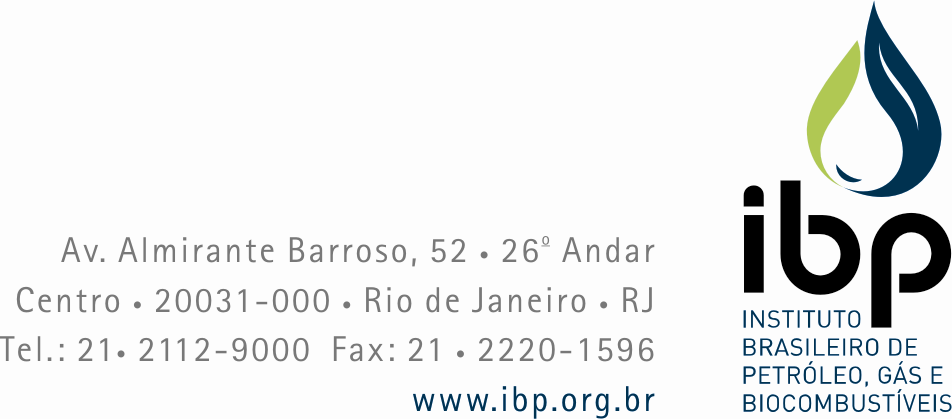 Av. Almirante Barroso, 52 • 26º Andar
Centro • 20031-000 • Rio de Janeiro • RJ
Tel.: 21• 2112-9000 Fax: 21 • 2220-1596
www.ibp.org.br
ibp
INSTITUTO
BRASILEIRO DE
PETRÓLEO, GÁS E
BIOCOMBUSTÍVEIS